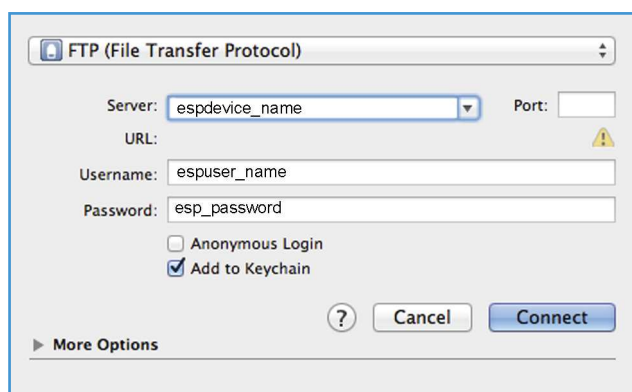 FTP (File Transfer Protocol)
Server: espdevice_name Port:
URL:
Username: espuser_name
Password: esp_password
Anonymous Login
Add to Keychain
? Cancel Connect
More Options